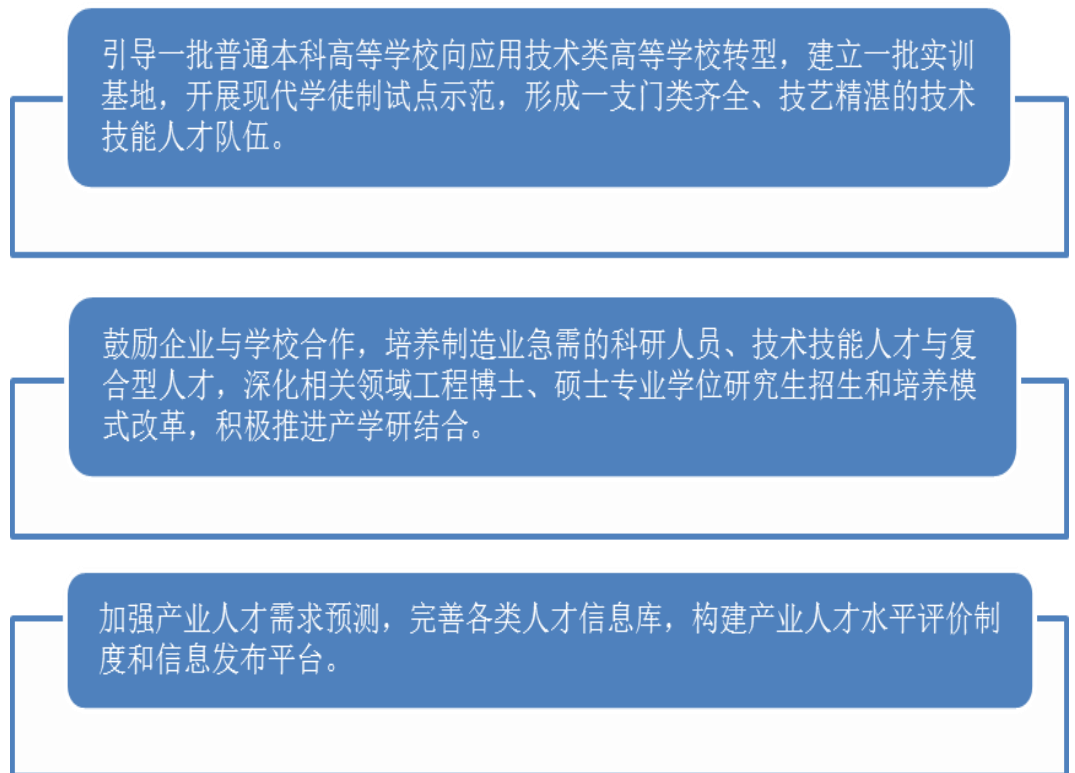 引导一批普通本科高等学校向应用技术类高等学校转型，建立一批实训
基地，开展现代学徒制试点示范，形成一支门类齐全、技艺精湛的技术
技能人才队伍。
鼓励企业与学校合作，培养制造业急需的科研人员、技术技能人才与复
合型人才，深化相关领域工程博士、硕士专业学位研究生招生和培养模
式改革，积极推进产学研结合。
加强产业人才需求预测，完善各类人才信息库，构建产业人才水平评价制
度和信息发布平台。